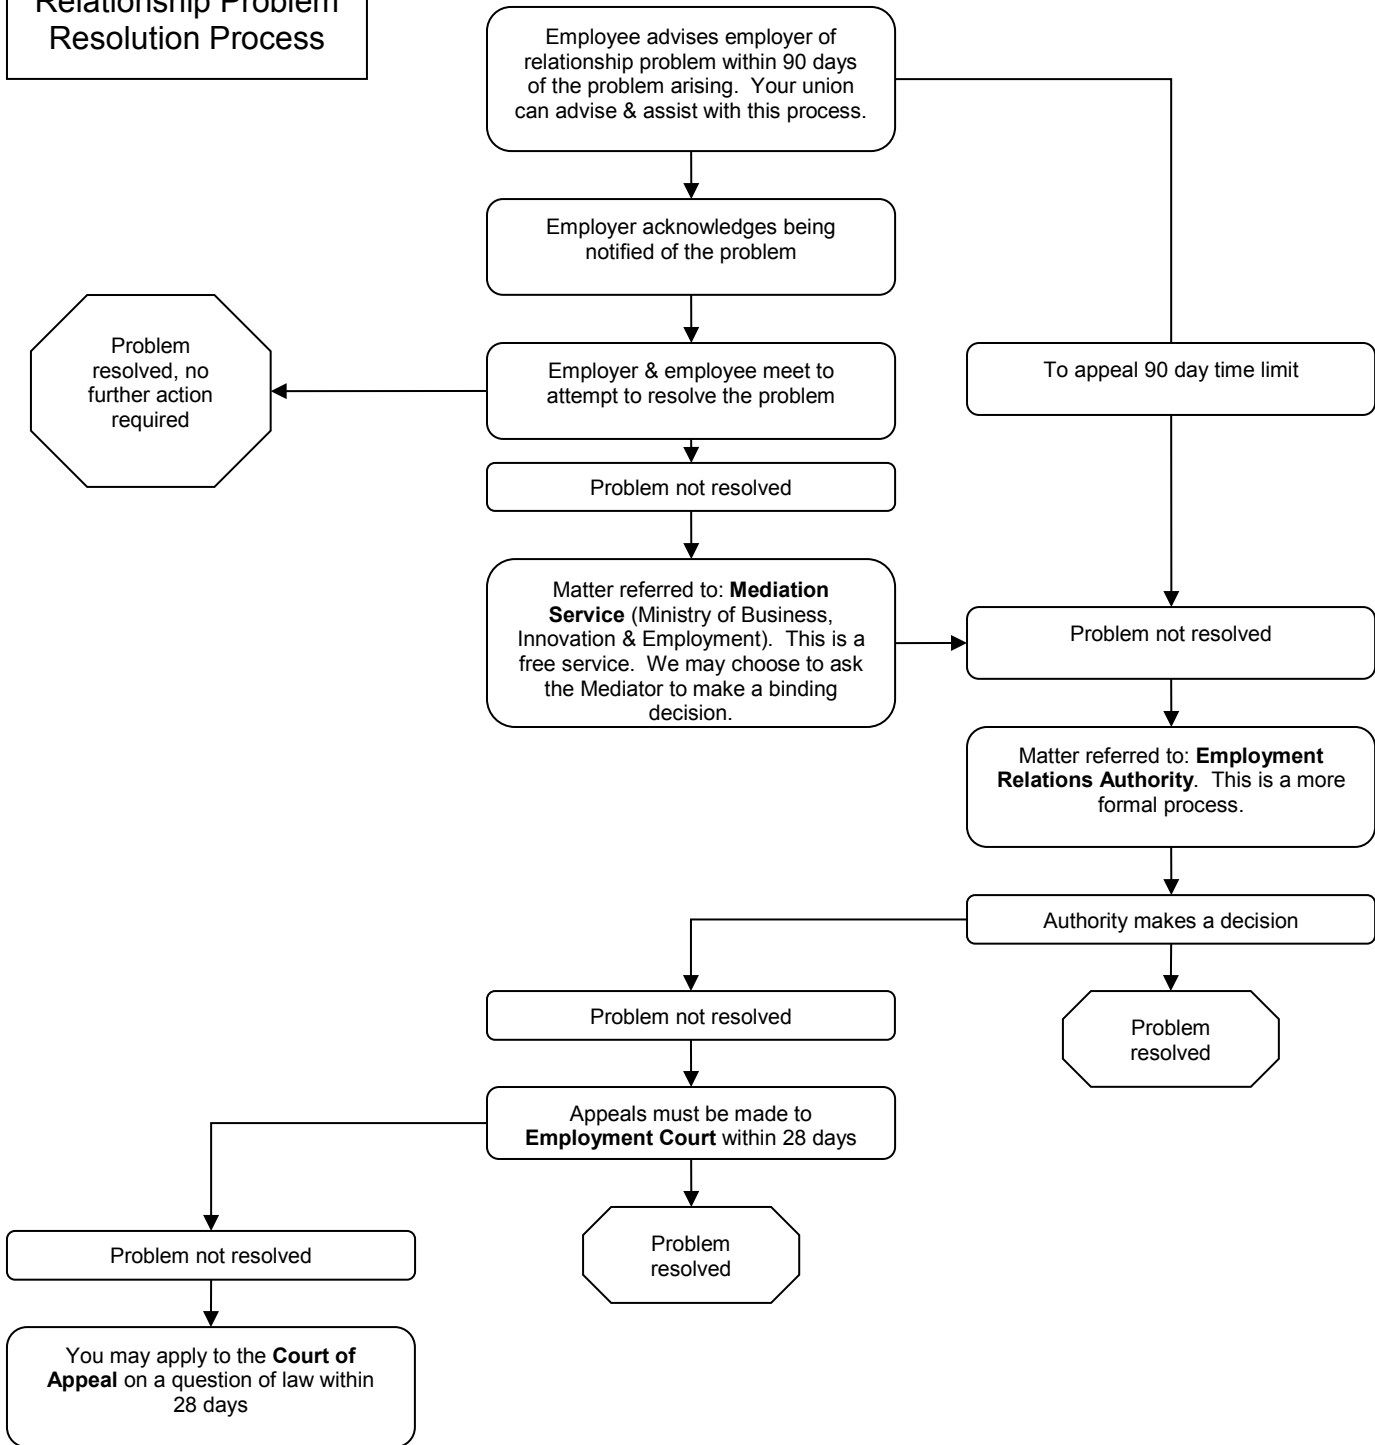 Relationship Problem
Resolution Process
Employee advises employer of
relationship problem within 90 days
of the problem arising.  Your union
can advise & assist with this process.
Employer acknowledges being
notified of the problem
Problem
resolved, no
further action
required
Employer & employee meet to
attempt to resolve the problem
To appeal 90 day time limit
Problem not resolved
Matter referred to: Mediation
Service (Ministry of Business,
Innovation & Employment).  This is a
free service.  We may choose to ask
the Mediator to make a binding
decision.
Problem not resolved
Matter referred to: Employment
Relations Authority.  This is a more
formal process.
Authority makes a decision
Problem not resolved
Problem
resolved
Appeals must be made to
Employment Court within 28 days
Problem not resolved
Problem
resolved
You may apply to the Court of
Appeal on a question of law within
28 days